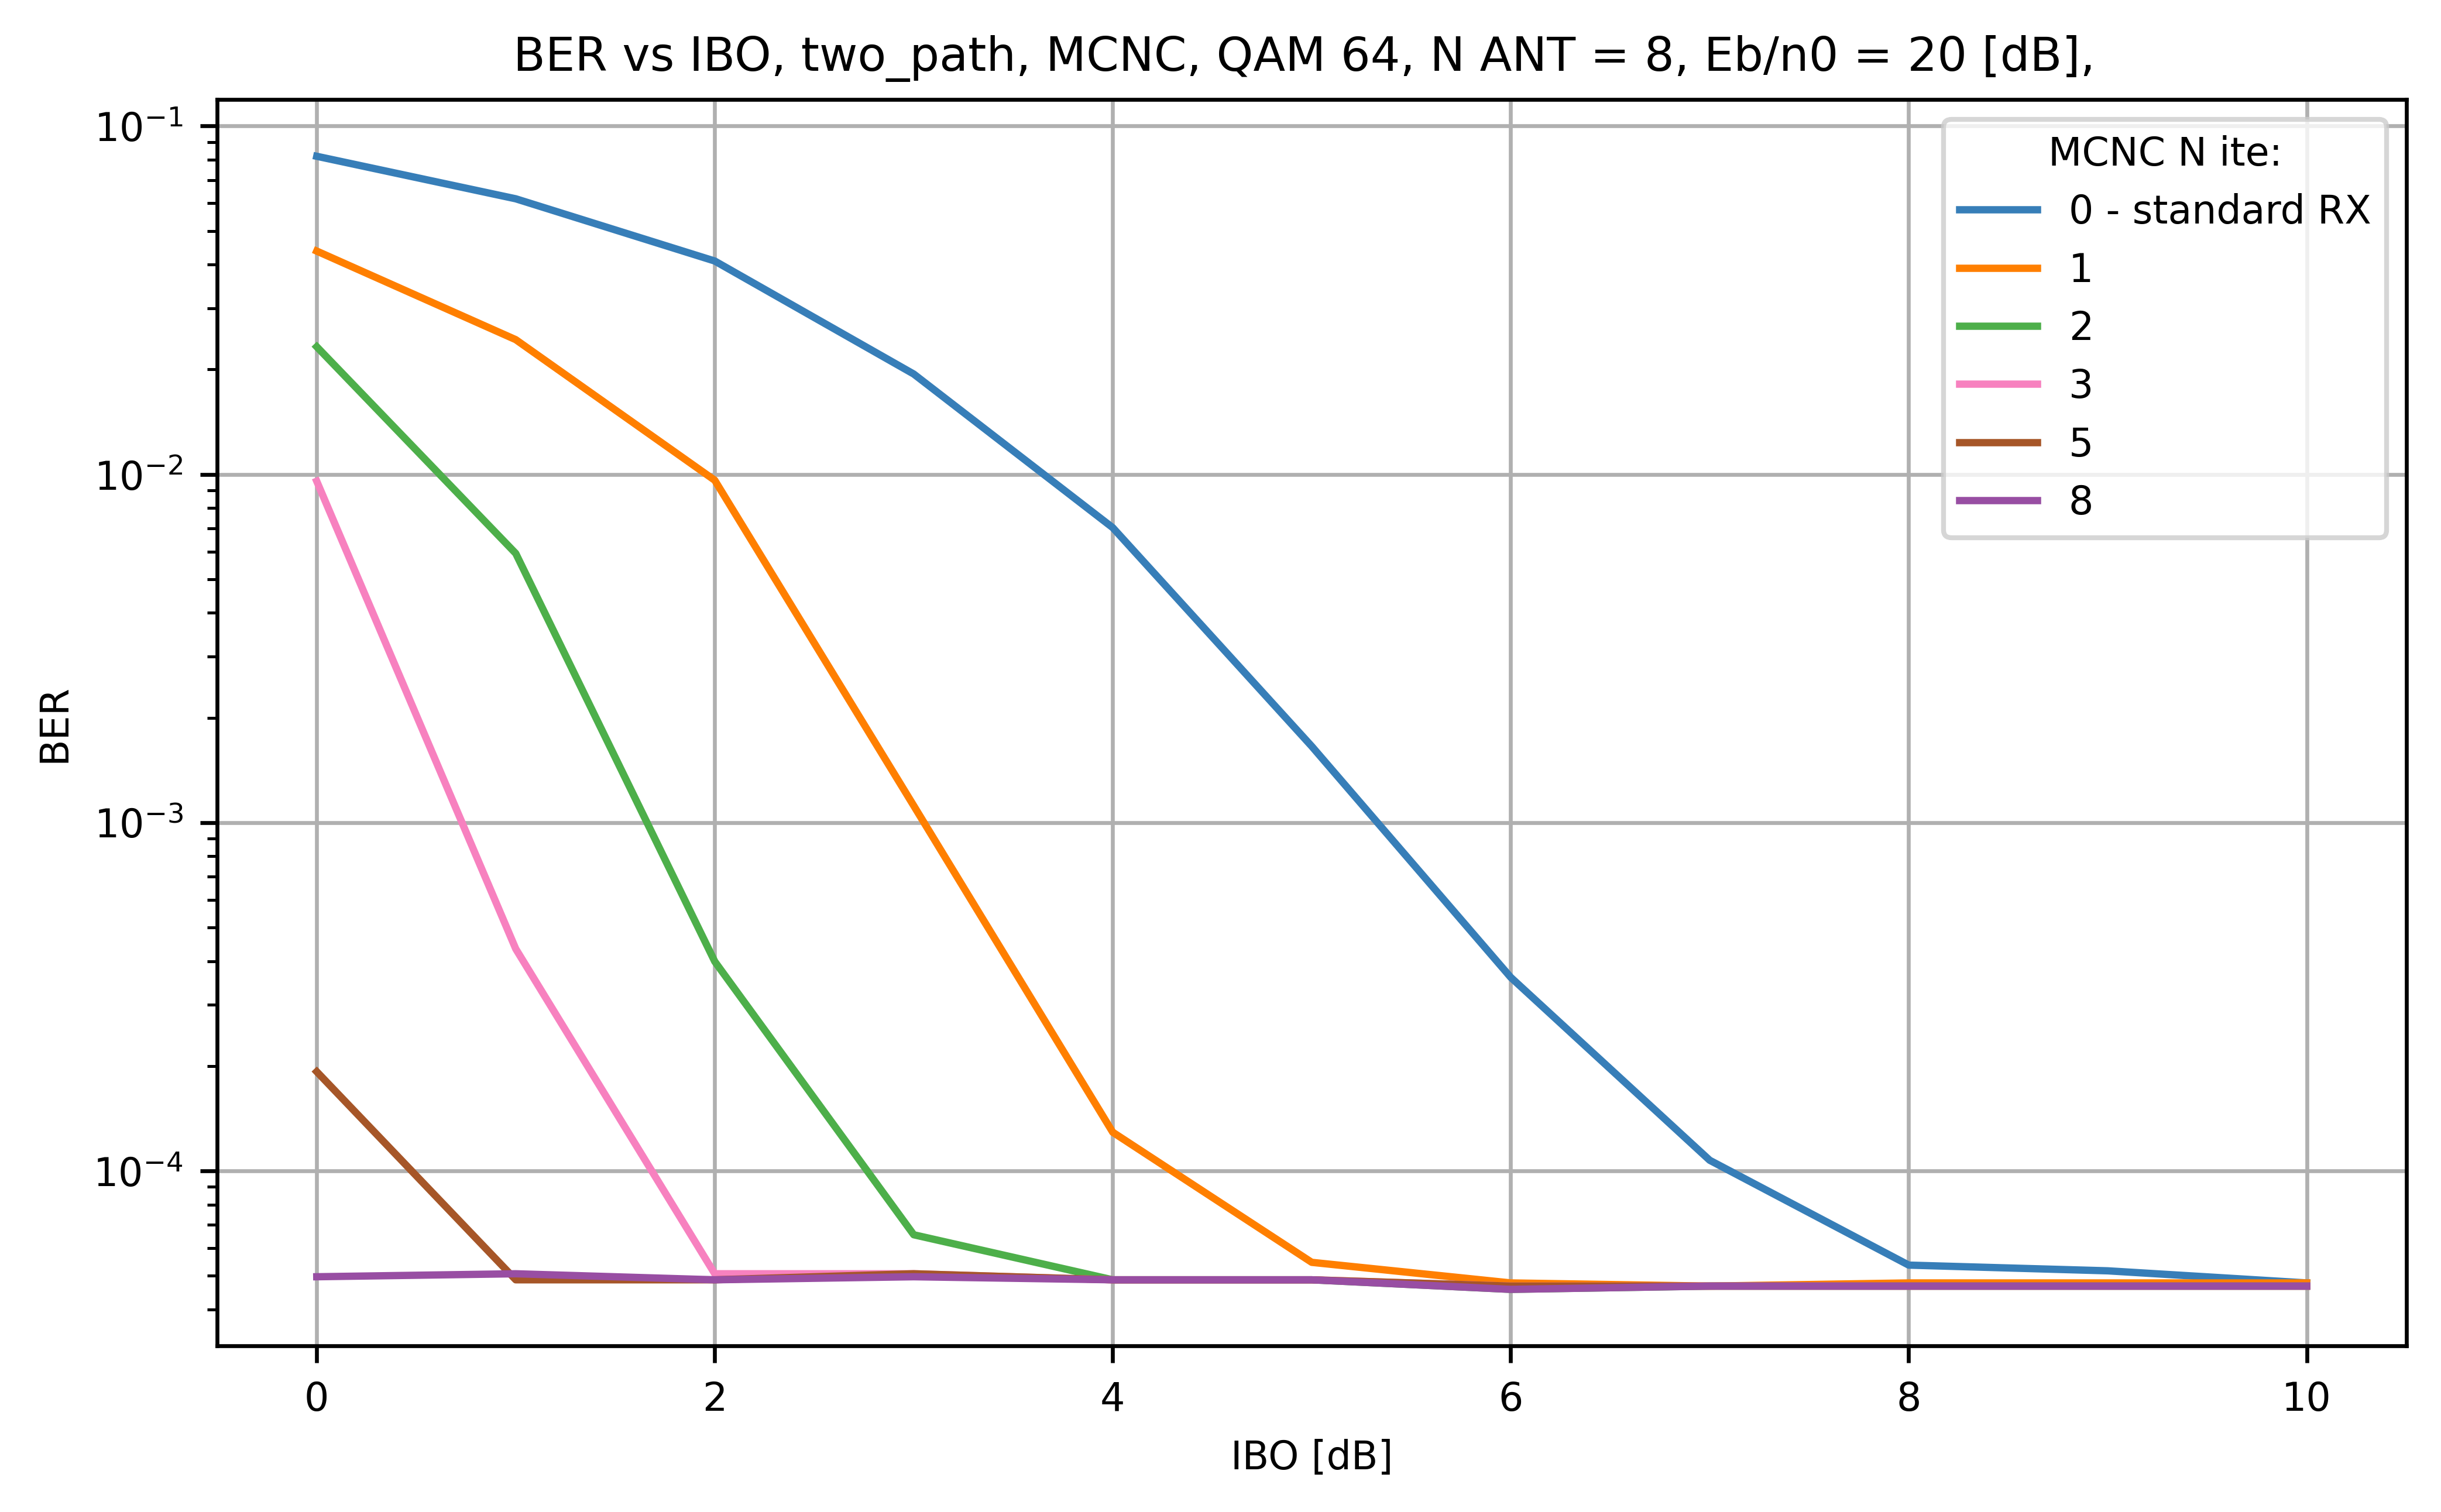 BER vs IBO, two_path, MCNC, QAM 64, N ANT = 8, Eb/n0 = 20 [dB],
10⁻¹
10⁻²
10⁻³
10⁻⁴
BER
MCNC N ite:
0 - standard RX
1
2
3
5
8
0 2 4 6 8 10
IBO [dB]